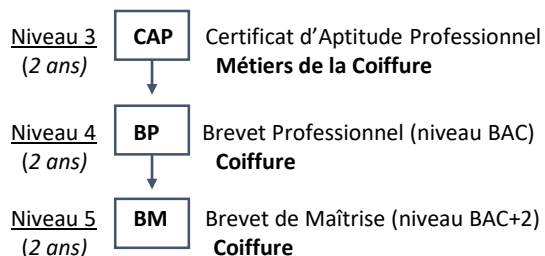 Niveau 3 CAP Certificat d’Aptitude Professionnel
(2 ans) Métiers de la Coiffure
Niveau 4 BP Brevet Professionnel (niveau BAC)
(2 ans) Coiffure
Niveau 5 BM Brevet de Maîtrise (niveau BAC+2)
(2 ans) Coiffure